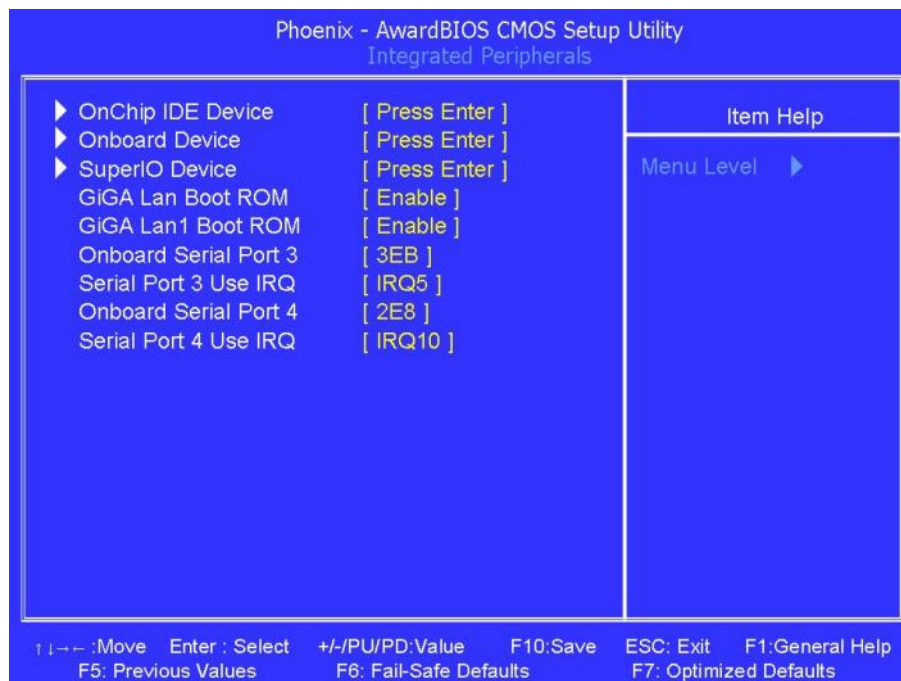 Phoenix - AwardBIOS CMOS Setup Utility
Integrated Peripherals
OnChip IDE Device [ Press Enter ]
Onboard Device [ Press Enter ]
SuperIO Device [ Press Enter ]
GiGA Lan Boot ROM [ Enable ]
GiGA Lan1 Boot ROM [ Enable ]
Onboard Serial Port 3 [ 3EB ]
Serial Port 3 Use IRQ [ IRQ5 ]
Onboard Serial Port 4 [ 2E8 ]
Serial Port 4 Use IRQ [ IRQ10 ]
Item Help
Menu Level
↑↓→← :Move Enter : Select +/-/PU/PD:Value F10:Save ESC: Exit F1:General Help
F5: Previous Values F6: Fail-Safe Defaults F7: Optimized Defaults